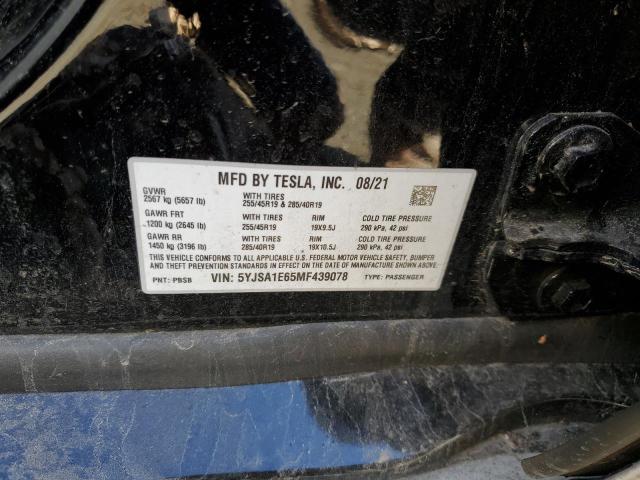 MFD BY TESLA, INC. 08/21
GVWR
2567 kg (5657 lb)
WITH TIRES
255/45R19 & 285/40R19
GAWR FRT
1200 kg (2645 lb)
WITH TIRES
255/45R19
RIM
19X9.5J
COLD TIRE PRESSURE
290 kPa, 42 psi
GAWR RR
1450 kg (3196 lb)
WITH TIRES
285/40R19
RIM
19X10.5J
COLD TIRE PRESSURE
290 kPa, 42 psi
THIS VEHICLE CONFORMS TO ALL APPLICABLE U.S. FEDERAL MOTOR VEHICLE SAFETY, BUMPER
AND THEFT PREVENTION STANDARDS IN EFFECT ON THE DATE OF MANUFACTURE SHOWN ABOVE.
PNT: PBSB VIN: 5YJSA1E65MF439078 TYPE: PASSENGER